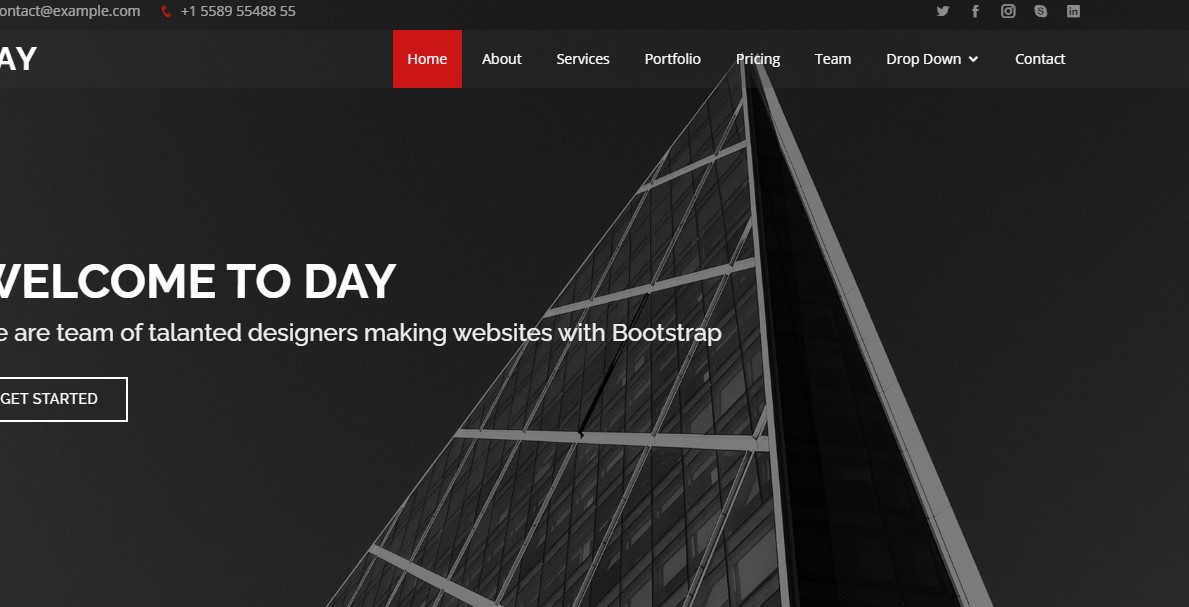 ontact@example.com +1 5589 55488 55
AY
Home About Services Portfolio Pricing Team Drop Down Contact
WELCOME TO DAY
e are team of talanted designers making websites with Bootstrap
GET STARTED